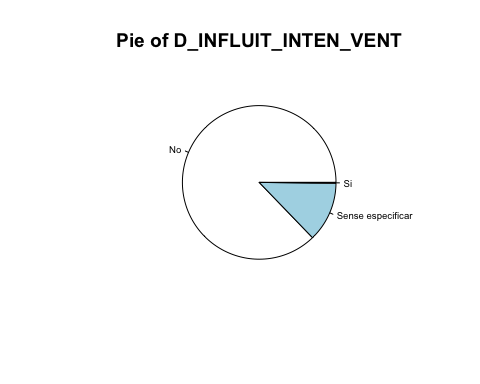 Pie of D_INFLUIT_INTEN_VENT
No
Si
Sense especificar